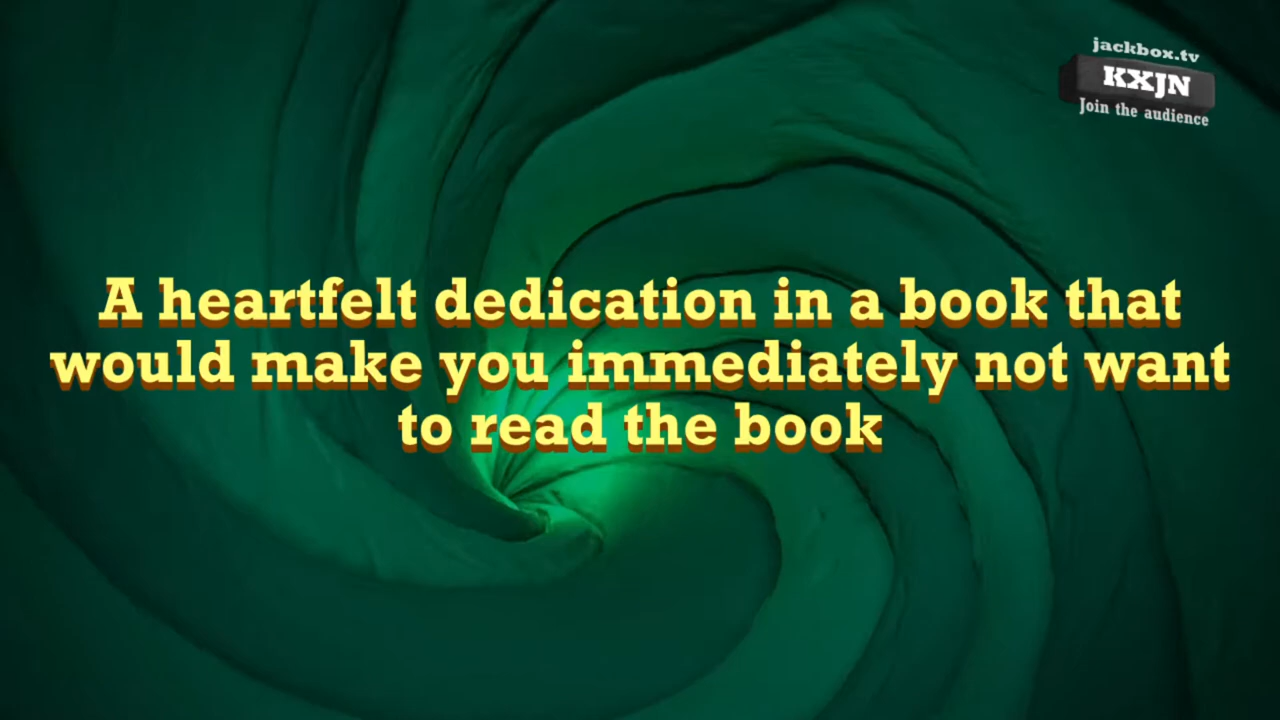 jackbox.tv
KXJN
Join the audience
A heartfelt dedication in a book that
would make you immediately not want
to read the book